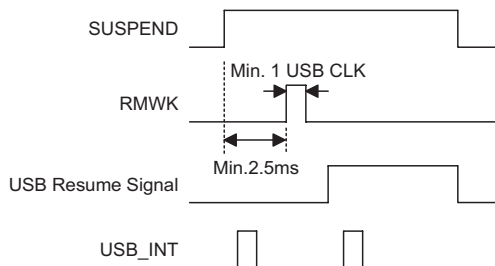 SUSPEND
Min. 1 USB CLK
RMWK
Min.2.5ms
USB Resume Signal
USB_INT